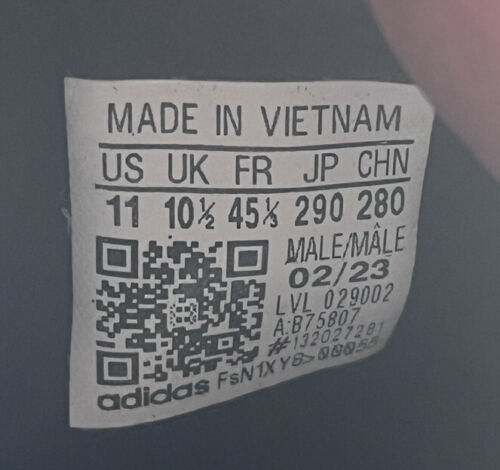 MADE IN VIETNAM
US UK FR JP CHN
11 10½ 45⅓ 290 280
MALE/MÂLE
02/23
LVL 029002
A:B75807
#132027281
adidas FsN1XY8>00055